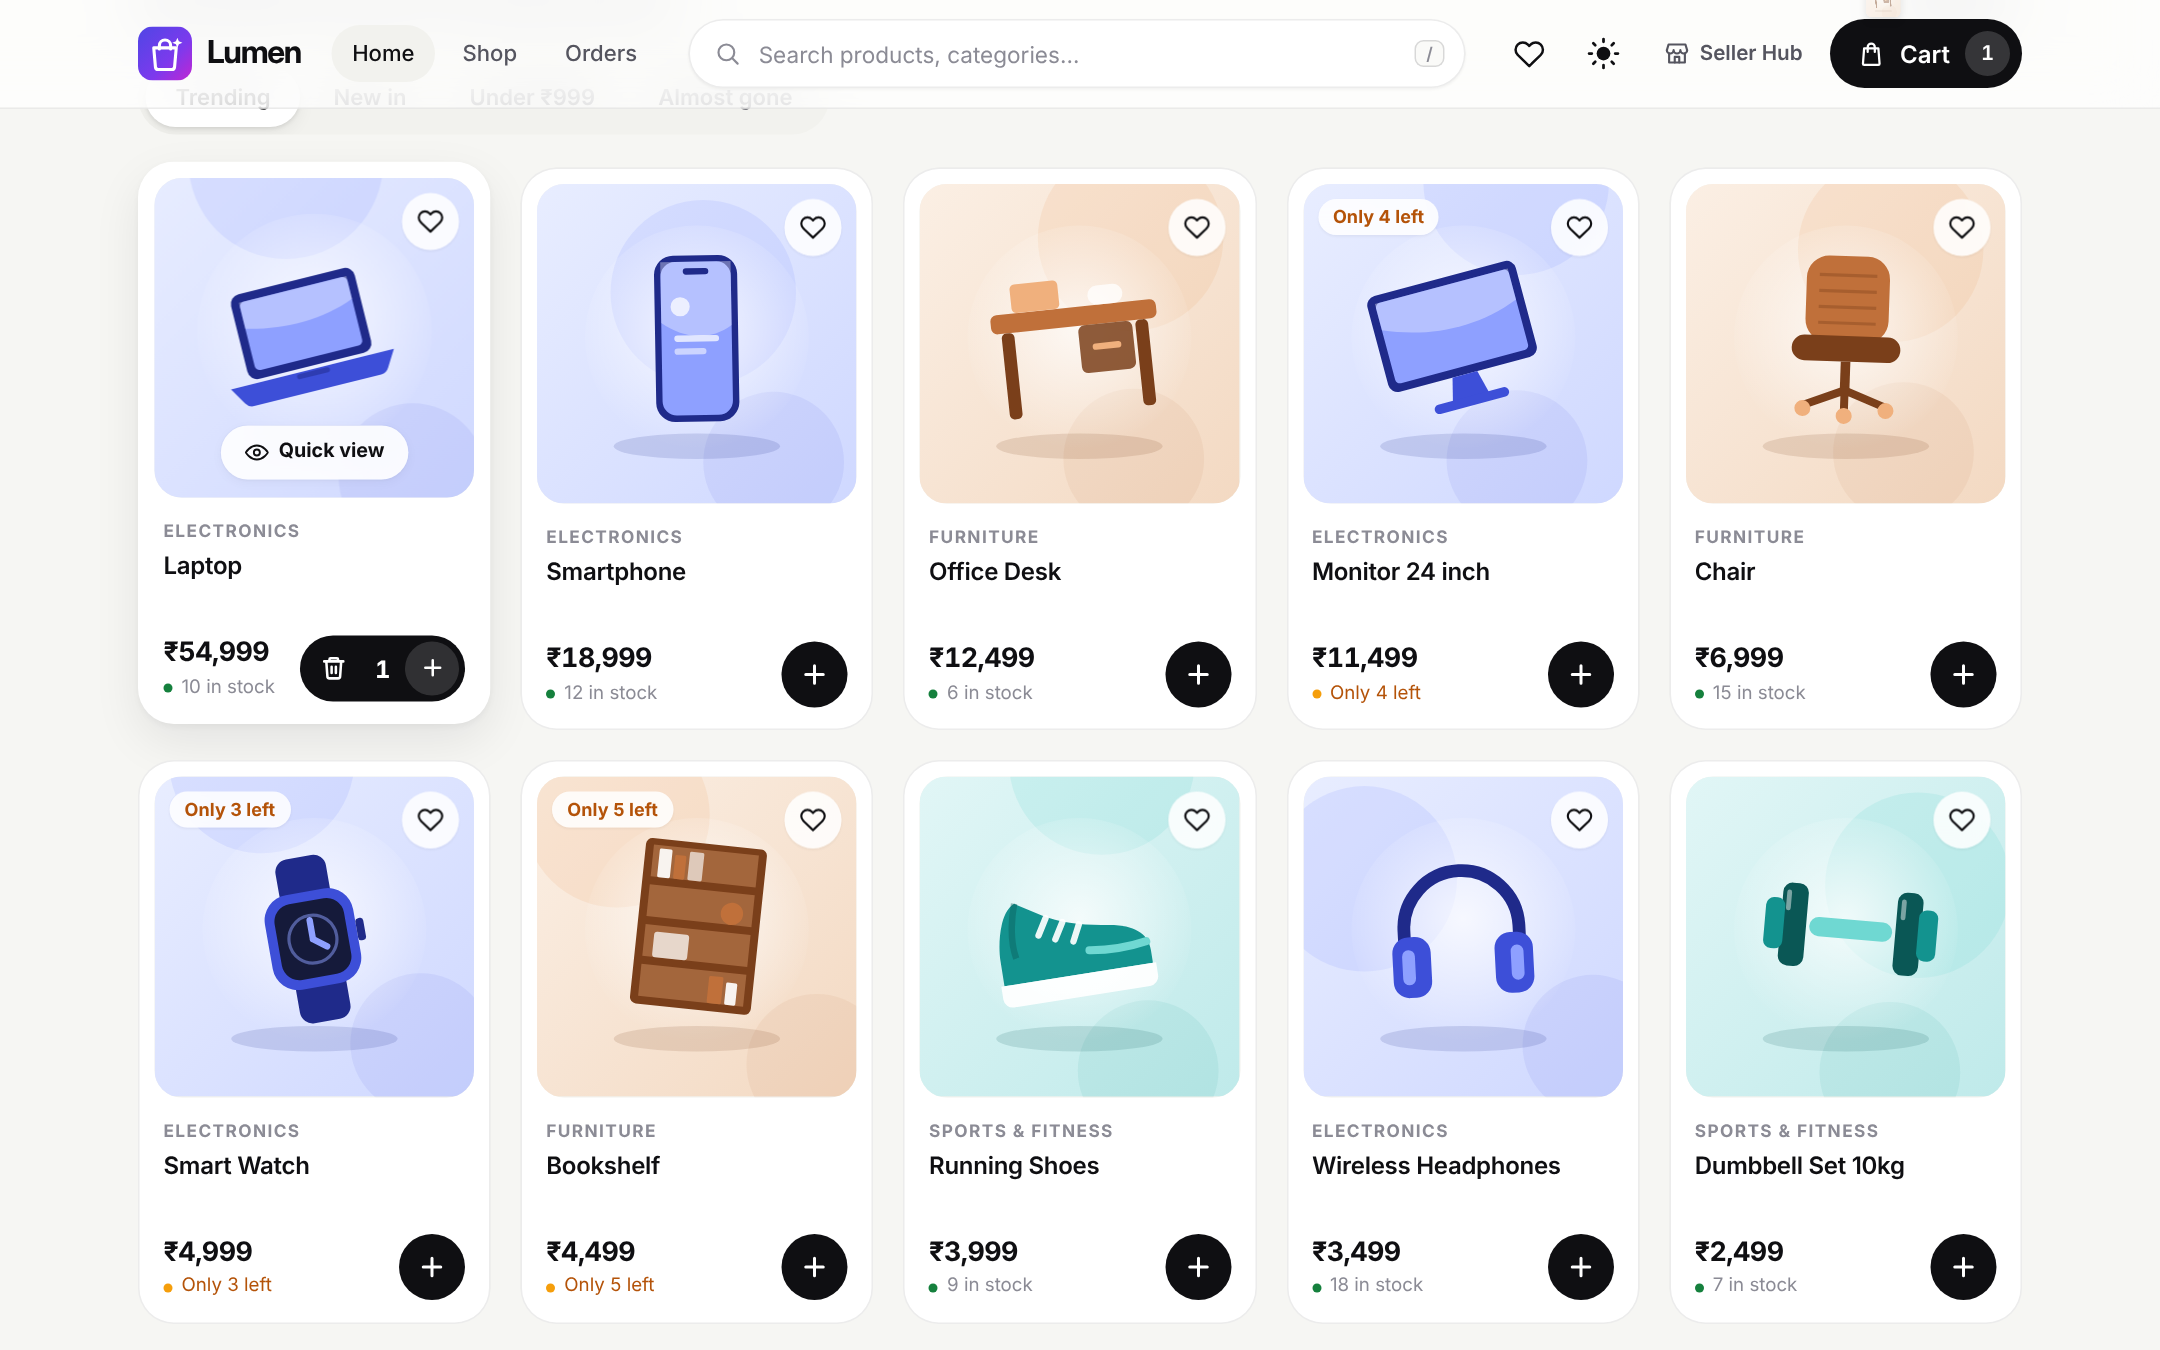 Lumen Home Shop Orders Search products, categories... / Seller Hub Cart 1
Trending New in Under ₹999 Almost gone
Only 4 left
Quick view
ELECTRONICS ELECTRONICS FURNITURE ELECTRONICS FURNITURE
Laptop Smartphone Office Desk Monitor 24 inch Chair
₹54,999 1 ₹18,999 ₹12,499 ₹11,499 ₹6,999
10 in stock 12 in stock 6 in stock Only 4 left 15 in stock
Only 3 left Only 5 left
ELECTRONICS FURNITURE SPORTS & FITNESS ELECTRONICS SPORTS & FITNESS
Smart Watch Bookshelf Running Shoes Wireless Headphones Dumbbell Set 10kg
₹4,999 ₹4,499 ₹3,999 ₹3,499 ₹2,499
Only 3 left Only 5 left 9 in stock 18 in stock 7 in stock